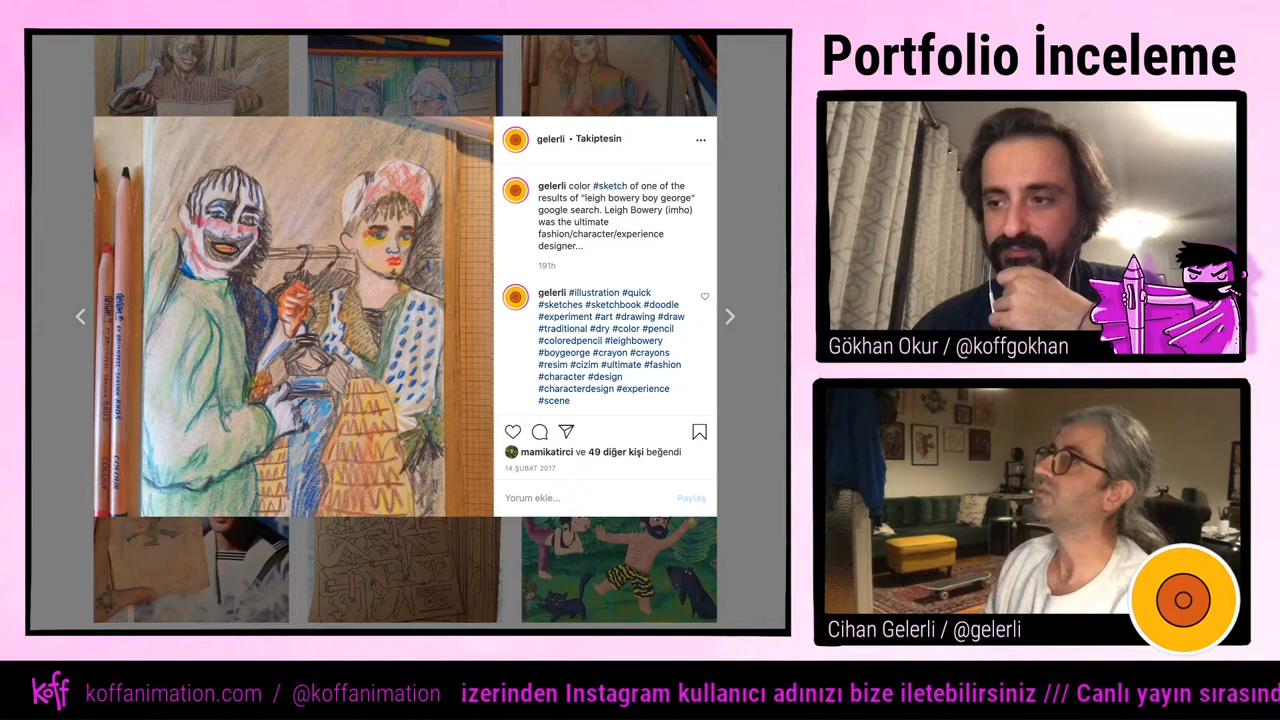 Portfolio İnceleme
gelerli • Takiptesin
gelerli color #sketch of one of the
results of "leigh bowery boy george"
google search. Leigh Bowery (imho)
was the ultimate
fashion/character/experience
designer...
191h
gelerli #illustration #quick
#sketches #sketchbook #doodle
#experiment #art #drawing #draw
#traditional #dry #color #pencil
#coloredpencil #leighbowery
#boygeorge #crayon #crayons
#resim #cizim #ultimate #fashion
#character #design
#characterdesign #experience
#scene
mamikatirci ve 49 diğer kişi beğendi
14 ŞUBAT 2017
Yorum ekle...
Paylaş
Gökhan Okur / @koffgokhan
Cihan Gelerli / @gelerli
koff koffanimation.com / @koffanimation izerinden Instagram kullanıcı adınızı bize iletebilirsiniz /// Canlı yayın sırasınd